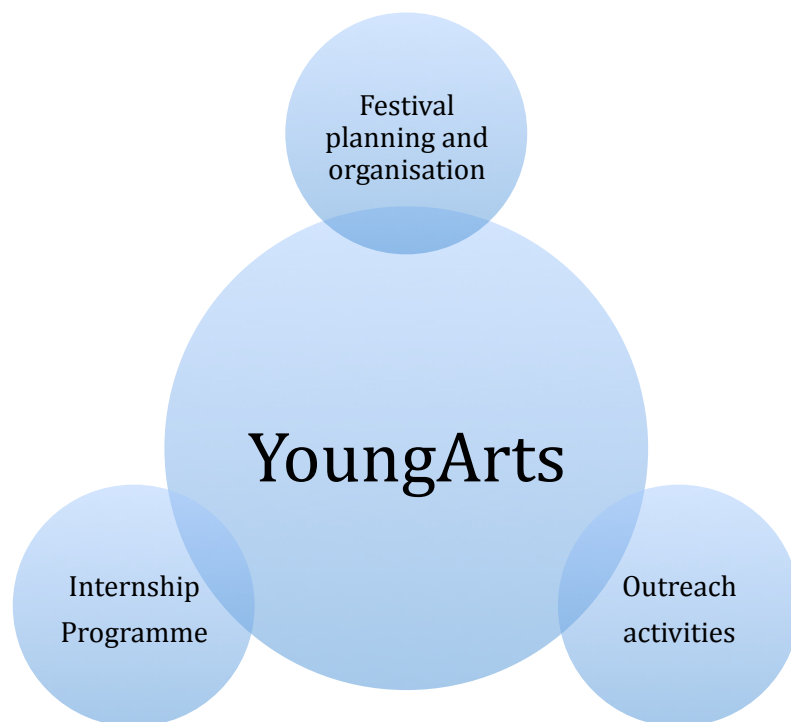 Festival
planning and
organisation
YoungArts
Internship
Programme
Outreach
activities